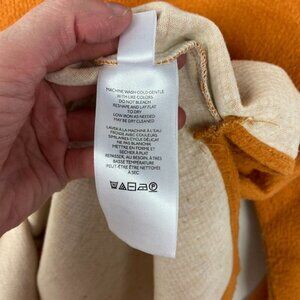 MACHINE WASH COLD GENTLE
WITH LIKE COLORS
DO NOT BLEACH
RESHAPE AND LAY FLAT
TO DRY
LOW IRON AS NEEDED
MAY BE DRY CLEANED
LAVER À LA MACHINE À L'EAU
FROIDE AVEC COULEURS
SIMILAIRES-CYCLE DÉLICAT
NE PAS BLANCHIR
METTRE EN FORME ET
SÉCHER À PLAT
REPASSER, AU BESOIN, À TRÈS
BASSE TEMPÉRATURE
PEUT-ÊTRE NETTOYÉ
À SEC